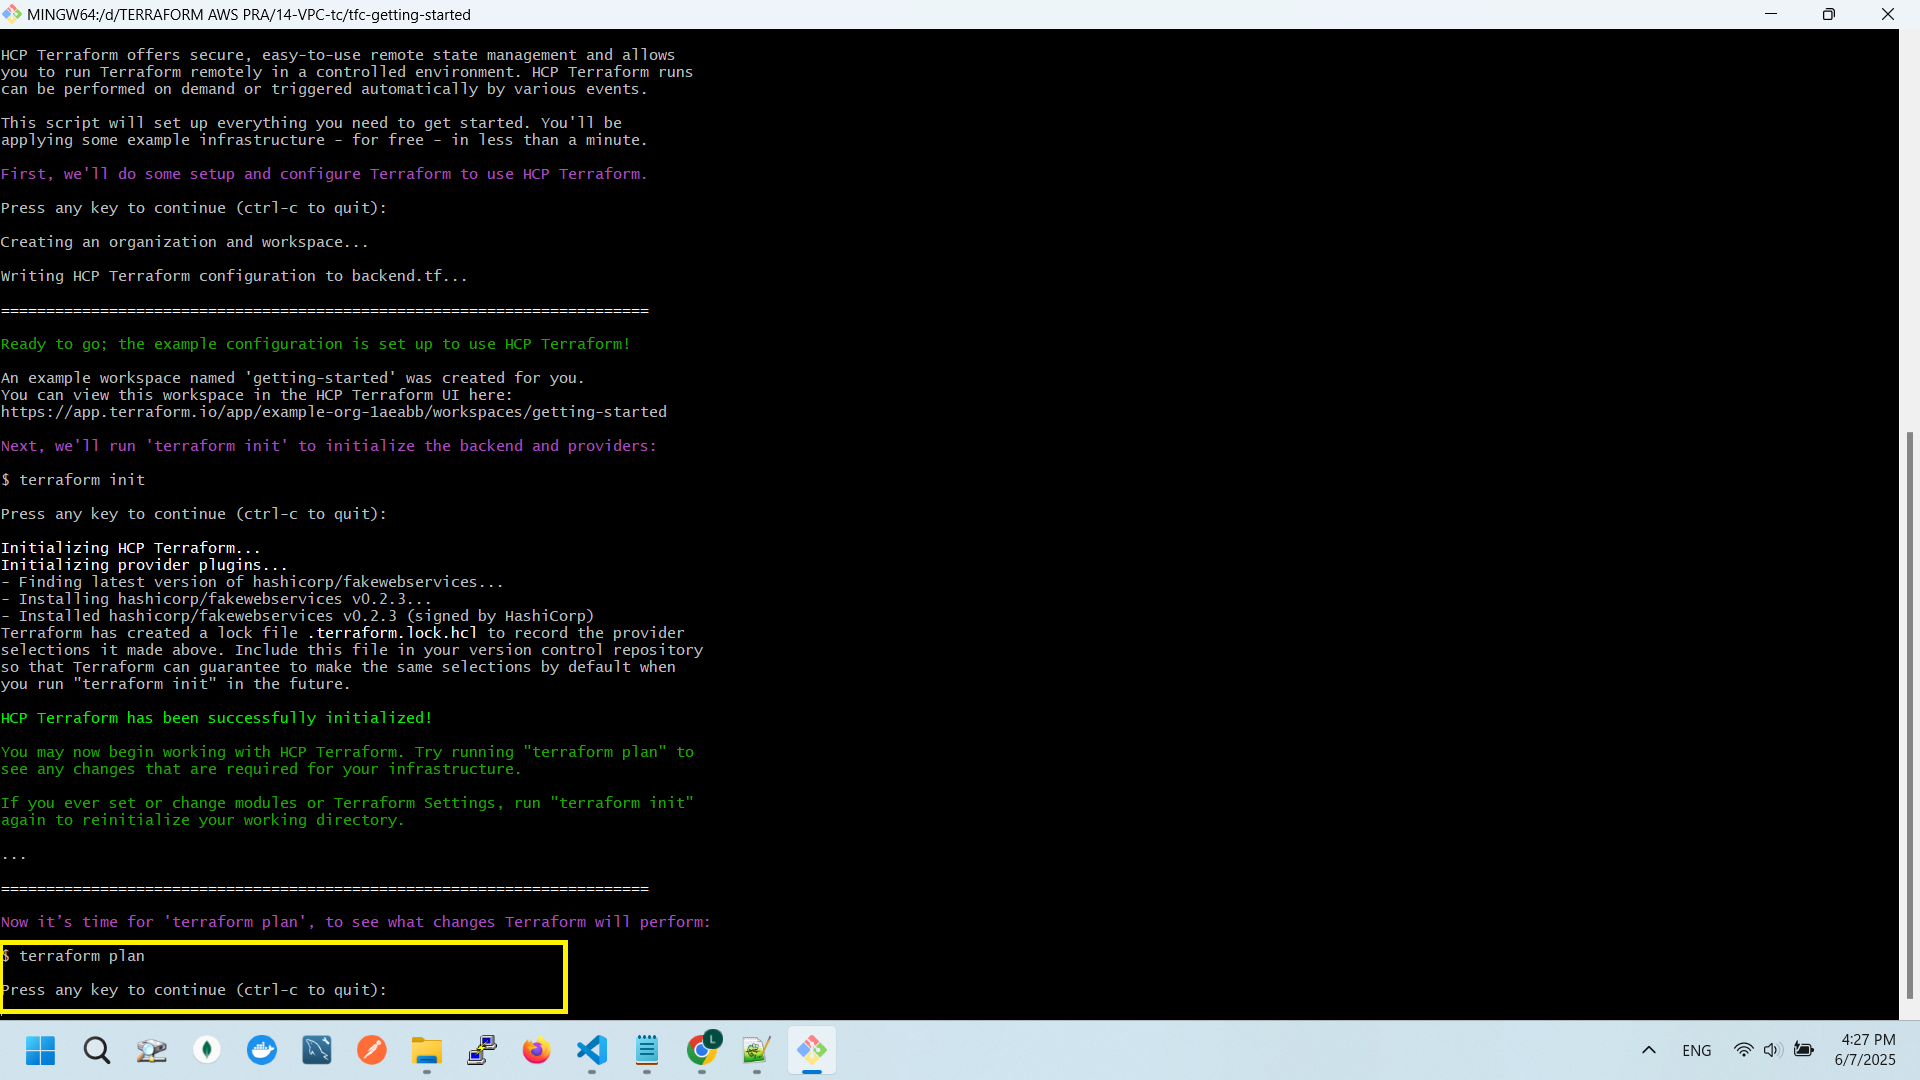 MINGW64:/d/TERRAFORM AWS PRA/14-VPC-tc/tfc-getting-started
HCP Terraform offers secure, easy-to-use remote state management and allows
you to run Terraform remotely in a controlled environment. HCP Terraform runs
can be performed on demand or triggered automatically by various events.
This script will set up everything you need to get started. You'll be
applying some example infrastructure - for free - in less than a minute.
First, we'll do some setup and configure Terraform to use HCP Terraform.
Press any key to continue (ctrl-c to quit):
Creating an organization and workspace...
Writing HCP Terraform configuration to backend.tf...
========================================================================
Ready to go; the example configuration is set up to use HCP Terraform!
An example workspace named 'getting-started' was created for you.
You can view this workspace in the HCP Terraform UI here:
https://app.terraform.io/app/example-org-1aeabb/workspaces/getting-started
Next, we'll run 'terraform init' to initialize the backend and providers:
$ terraform init
Press any key to continue (ctrl-c to quit):
Initializing HCP Terraform...
Initializing provider plugins...
- Finding latest version of hashicorp/fakewebservices...
- Installing hashicorp/fakewebservices v0.2.3...
- Installed hashicorp/fakewebservices v0.2.3 (signed by HashiCorp)
Terraform has created a lock file .terraform.lock.hcl to record the provider
selections it made above. Include this file in your version control repository
so that Terraform can guarantee to make the same selections by default when
you run "terraform init" in the future.
HCP Terraform has been successfully initialized!
You may now begin working with HCP Terraform. Try running "terraform plan" to
see any changes that are required for your infrastructure.
If you ever set or change modules or Terraform Settings, run "terraform init"
again to reinitialize your working directory.
...
========================================================================
Now it's time for 'terraform plan', to see what changes Terraform will perform:
$ terraform plan
Press any key to continue (ctrl-c to quit):
L
ENG
4:27 PM
6/7/2025